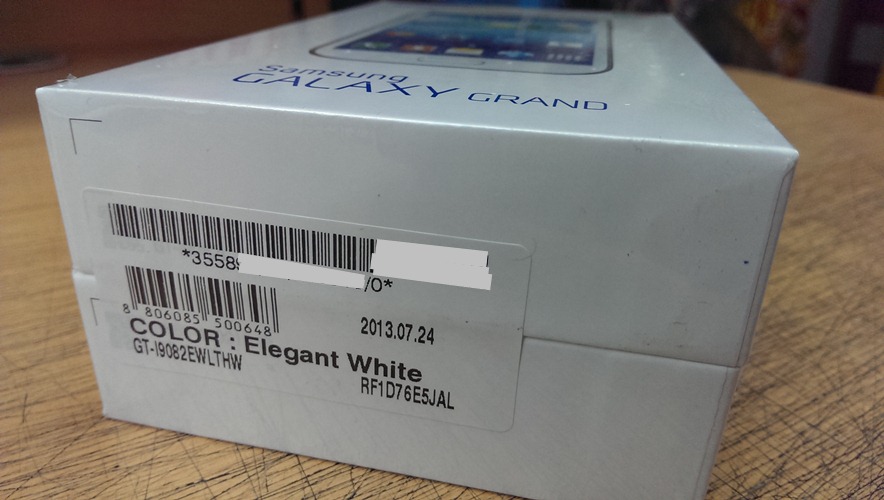 Samsung
GALAXY GRAND
*3558
/0*
8 806085 500648
2013.07.24
COLOR : Elegant White
GT-I9082EWLTHW
RF1D76E5JAL